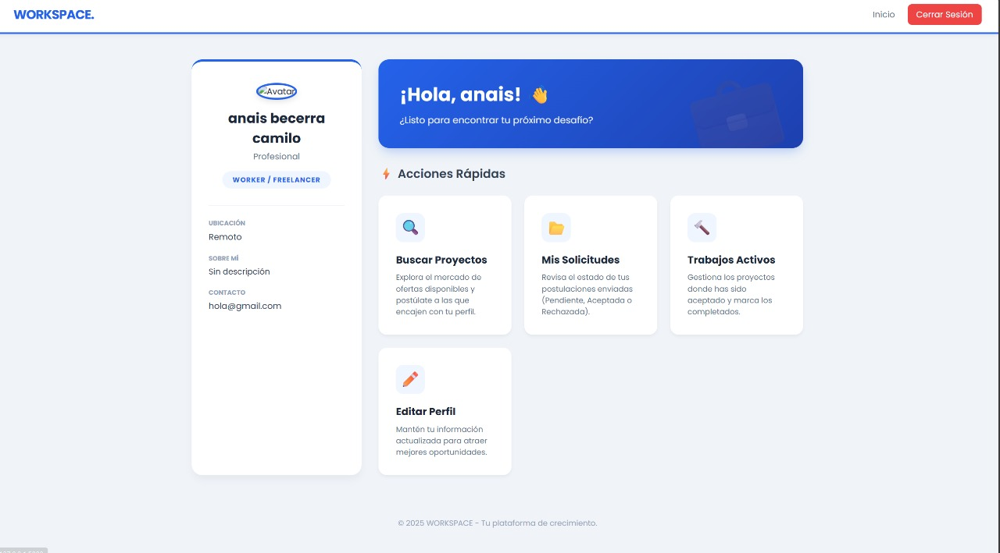 WORKSPACE.
Inicio
Cerrar Sesión
Avatar
anais becerra
camilo
Profesional
WORKER / FREELANCER
UBICACIÓN
Remoto
SOBRE MÍ
Sin descripción
CONTACTO
hola@gmail.com
¡Hola, anais! 👋
¿Listo para encontrar tu próximo desafío?
Acciones Rápidas
Buscar Proyectos
Explora el mercado de
ofertas disponibles y
postúlate a las que
encajen con tu perfil.
Mis Solicitudes
Revisa el estado de tus
postulaciones enviadas
(Pendiente, Aceptada o
Rechazada).
Trabajos Activos
Gestiona los proyectos
donde has sido
aceptado y marca los
completados.
Editar Perfil
Mantén tu información
actualizada para atraer
mejores oportunidades.
© 2025 WORKSPACE - Tu plataforma de crecimiento.